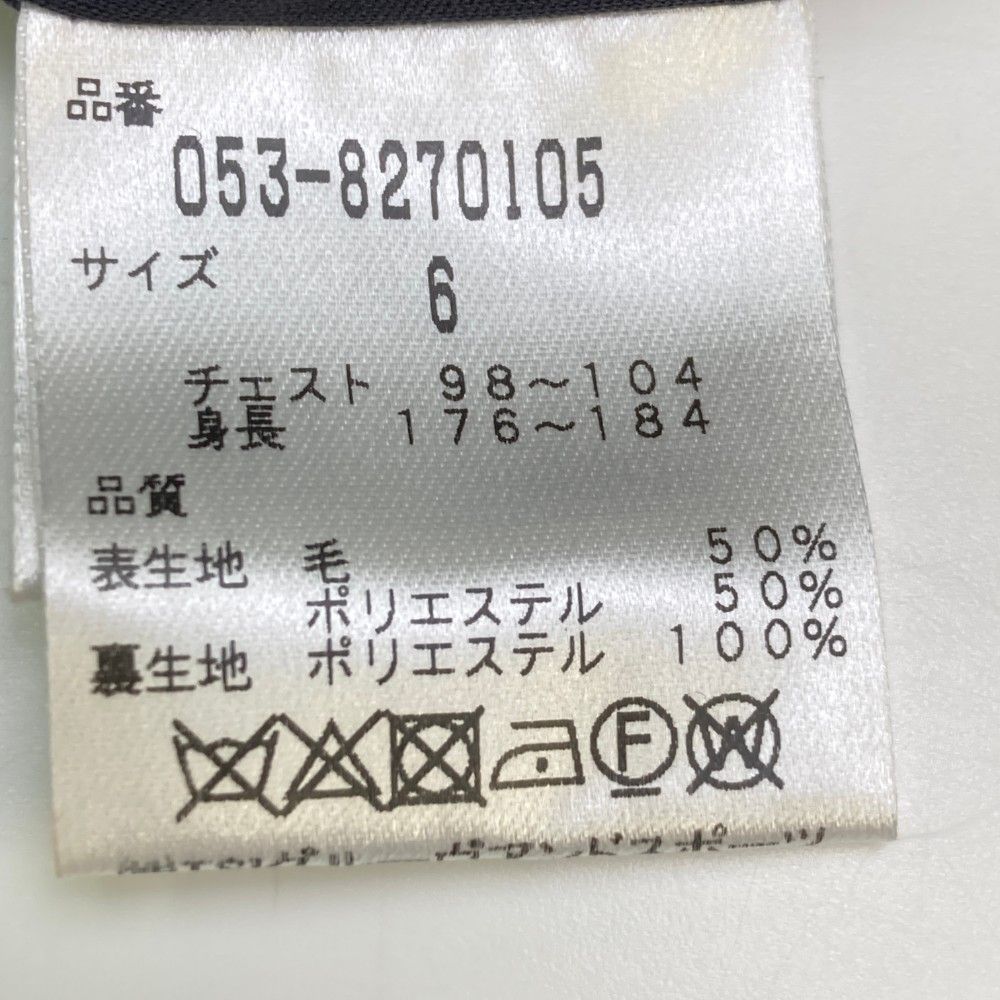 品番
053-8270105
サイズ 6
チェスト 98～104
身長 176～184
品質
表生地 毛 50%
ポリエステル 50%
裏生地 ポリエステル 100%
F W